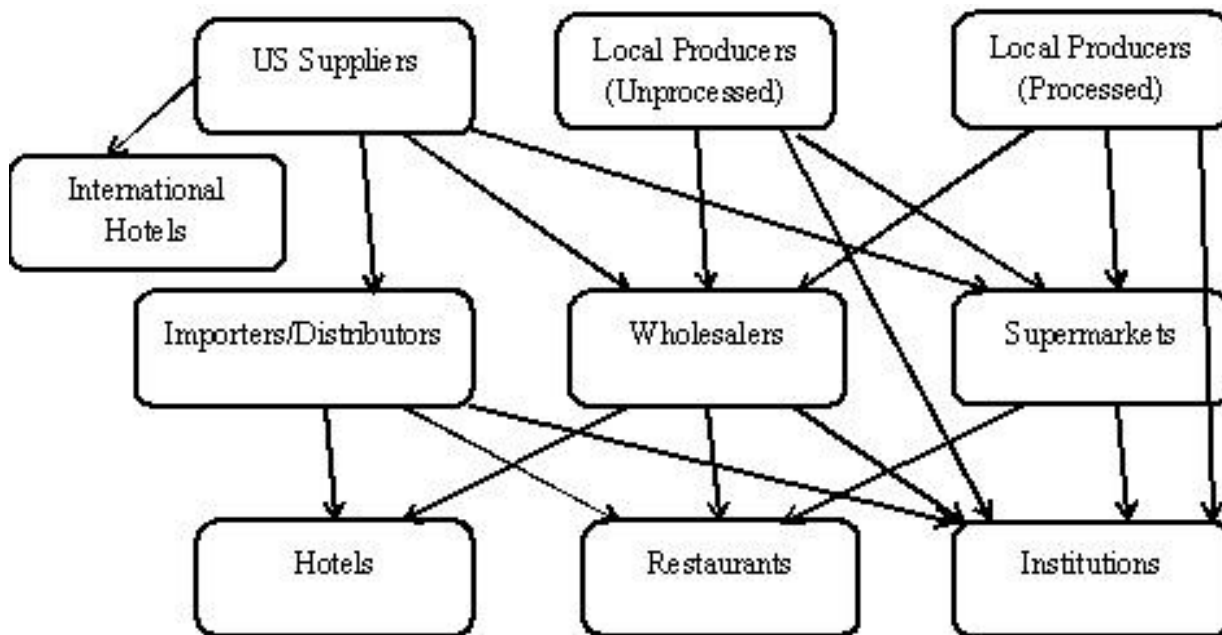 US Suppliers
Local Producers
(Unprocessed)
Local Producers
(Processed)
International
Hotels
Importers/Distributors
Wholesalers
Supermarkets
Hotels
Restaurants
Institutions